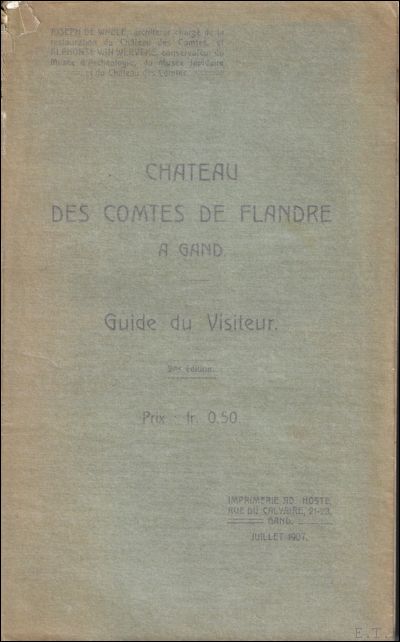 JOSEPH DE WAELE, architecte chargé de la
restauration du Château des Comtes, et
ALPHONSE VAN WERVEKE, conservateur du
Musée d'Archéologie, du Musée lapidaire
et du Château des Comtes.
CHATEAU
DES COMTES DE FLANDRE
A GAND.
Guide du Visiteur.
2me édition.
Prix : fr. 0.50
IMPRIMERIE AD. HOSTE,
RUE DU CALVAIRE, 21-23,
GAND.
JUILLET 1907.
E.T.